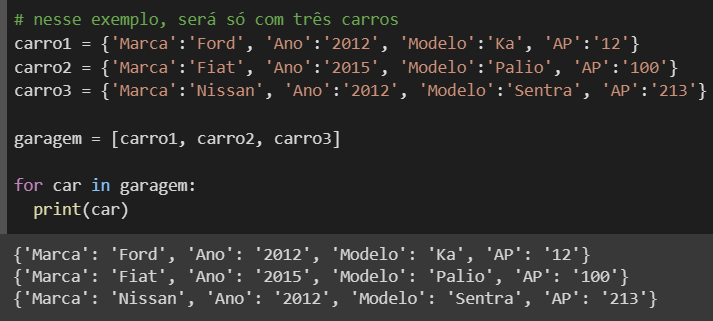 # nesse exemplo, será só com três carros
carro1 = {'Marca':'Ford', 'Ano':'2012', 'Modelo':'Ka', 'AP':'12'}
carro2 = {'Marca':'Fiat', 'Ano':'2015', 'Modelo':'Palio', 'AP':'100'}
carro3 = {'Marca':'Nissan', 'Ano':'2012', 'Modelo':'Sentra', 'AP':'213'}
garagem = [carro1, carro2, carro3]
for car in garagem:
  print(car)
{'Marca': 'Ford', 'Ano': '2012', 'Modelo': 'Ka', 'AP': '12'}
{'Marca': 'Fiat', 'Ano': '2015', 'Modelo': 'Palio', 'AP': '100'}
{'Marca': 'Nissan', 'Ano': '2012', 'Modelo': 'Sentra', 'AP': '213'}